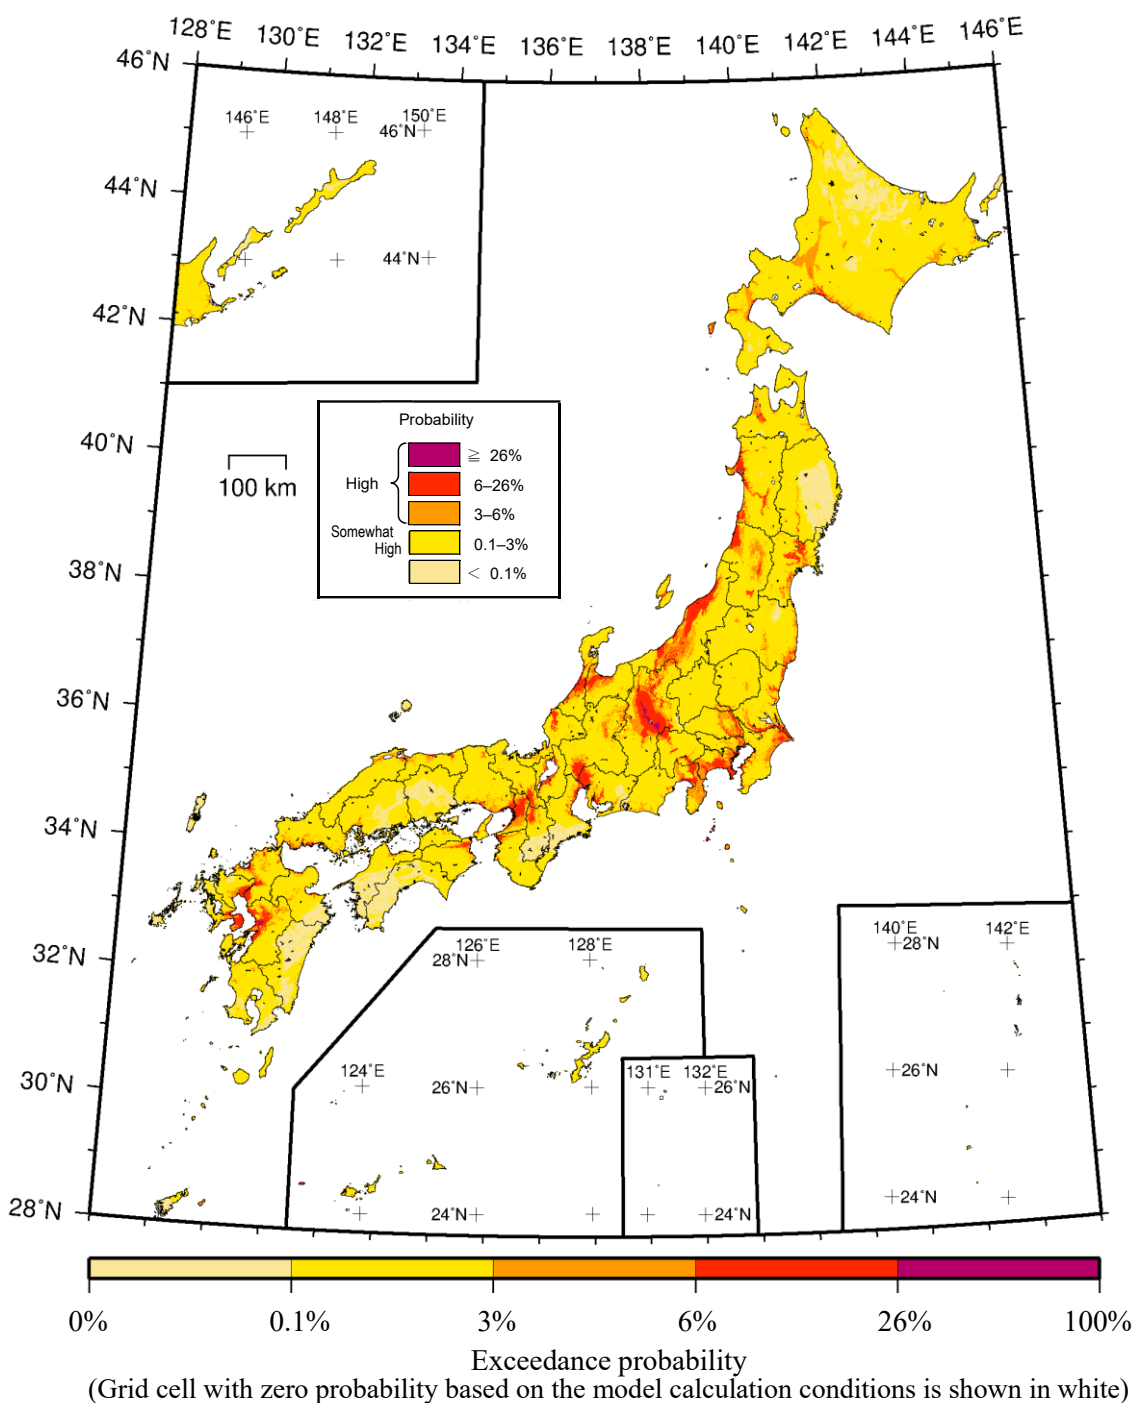 128°E 130°E 132°E 134°E 136°E 138°E 140°E 142°E 144°E 146°E
46°N
146°E 148°E 150°E
46°N
44°N
44°N
42°N
Probability
40°N
≧ 26%
100 km
High
6–26%
3–6%
Somewhat
High
0.1–3%
< 0.1%
38°N
36°N
34°N
32°N
126°E 128°E
28°N
140°E 142°E
28°N
30°N
124°E
26°N
131°E 132°E
26°N
26°N
28°N
24°N
24°N
24°N
0% 0.1% 3% 6% 26% 100%
Exceedance probability
(Grid cell with zero probability based on the model calculation conditions is shown in white)